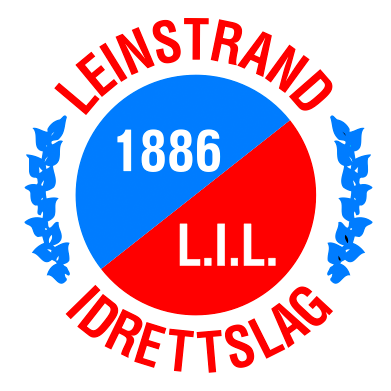 LEINSTRAND
1886
L.I.L.
IDRETTSLAG